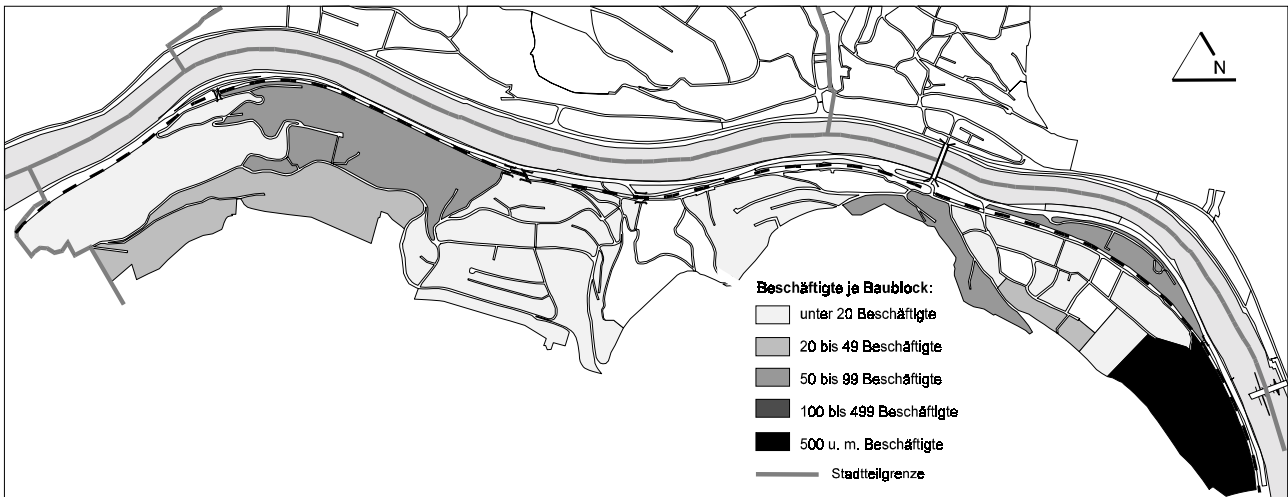 N
Beschäftigte je Baublock:
unter 20 Beschäftigte
20 bis 49 Beschäftigte
50 bis 99 Beschäftigte
100 bis 499 Beschäftigte
500 u. m. Beschäftigte
Stadtteilgrenze